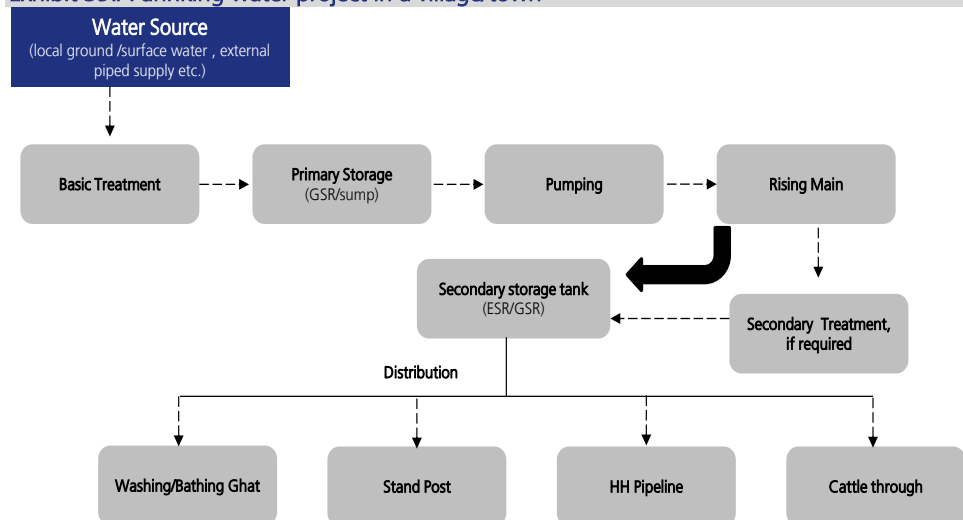 Water Source
(local ground /surface water , external
piped supply etc.)
Basic Treatment
Primary Storage
(GSR/sump)
Pumping
Rising Main
Secondary storage tank
(ESR/GSR)
Secondary Treatment,
if required
Distribution
Washing/Bathing Ghat
Stand Post
HH Pipeline
Cattle through